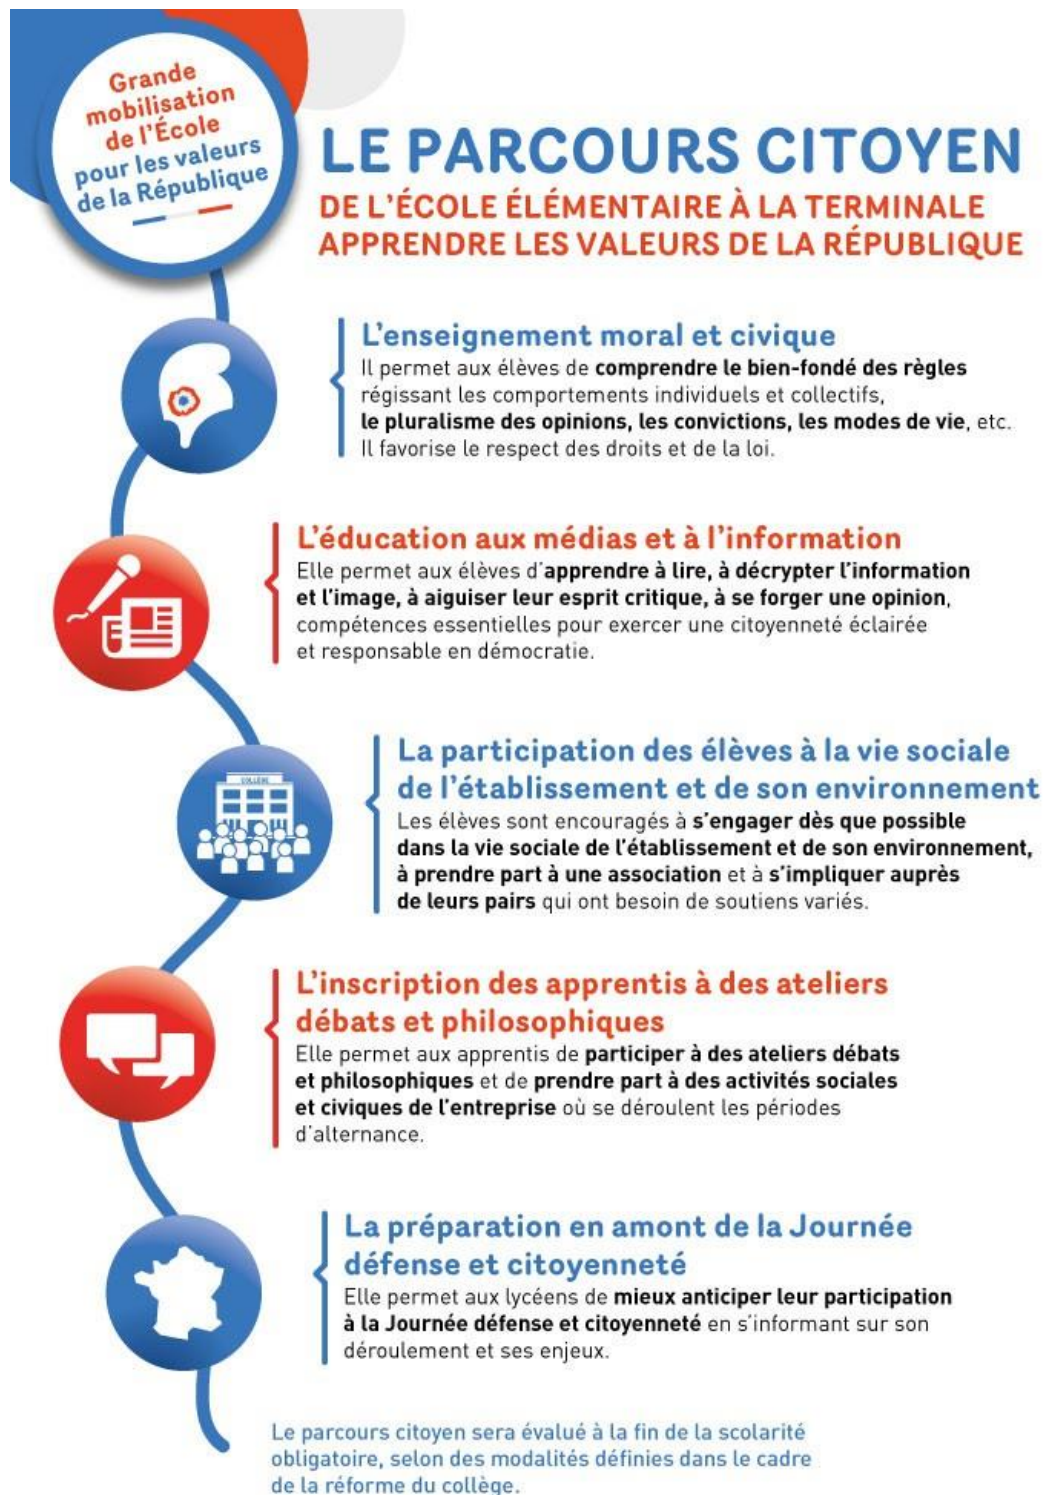 Grande
mobilisation
de l'École
pour les valeurs
de la République
LE PARCOURS CITOYEN
DE L'ÉCOLE ÉLÉMENTAIRE À LA TERMINALE
APPRENDRE LES VALEURS DE LA RÉPUBLIQUE
L'enseignement moral et civique
Il permet aux élèves de comprendre le bien-fondé des règles
régissant les comportements individuels et collectifs,
le pluralisme des opinions, les convictions, les modes de vie, etc.
Il favorise le respect des droits et de la loi.
L'éducation aux médias et à l'information
Elle permet aux élèves d'apprendre à lire, à décrypter l'information
et l'image, à aiguiser leur esprit critique, à se forger une opinion,
compétences essentielles pour exercer une citoyenneté éclairée
et responsable en démocratie.
COLLÈGE
La participation des élèves à la vie sociale
de l'établissement et de son environnement
Les élèves sont encouragés à s'engager dès que possible
dans la vie sociale de l'établissement et de son environnement,
à prendre part à une association et à s'impliquer auprès
de leurs pairs qui ont besoin de soutiens variés.
L'inscription des apprentis à des ateliers
débats et philosophiques
Elle permet aux apprentis de participer à des ateliers débats
et philosophiques et de prendre part à des activités sociales
et civiques de l'entreprise où se déroulent les périodes
d'alternance.
La préparation en amont de la Journée
défense et citoyenneté
Elle permet aux lycéens de mieux anticiper leur participation
à la Journée défense et citoyenneté en s'informant sur son
déroulement et ses enjeux.
Le parcours citoyen sera évalué à la fin de la scolarité
obligatoire, selon des modalités définies dans le cadre
de la réforme du collège.